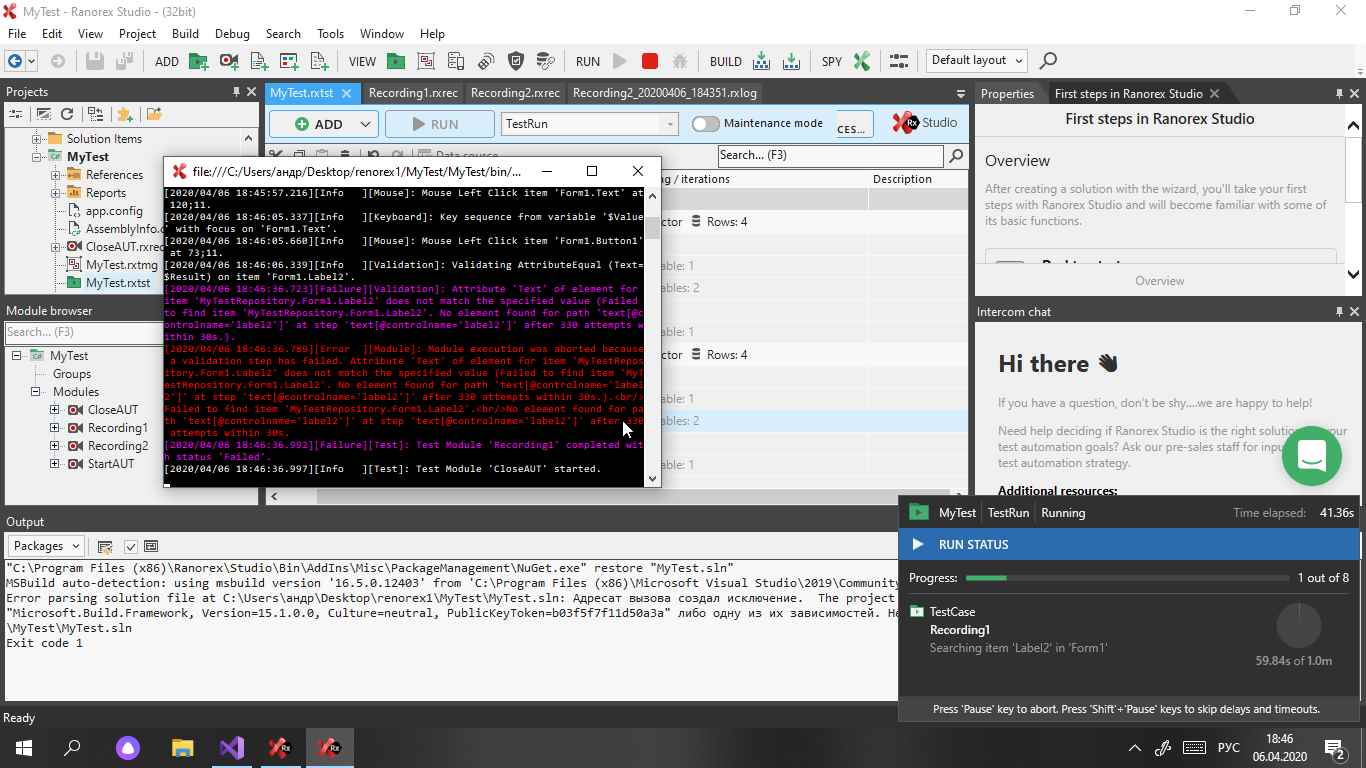 MyTest - Ranorex Studio - (32bit)
File Edit View Project Build Debug Search Tools Window Help
ADD VIEW RUN BUILD SPY Default layout
Projects
Solution Items
MyTest
References
Reports
app.config
AssemblyInfo.c
CloseAUT.rxrec
MyTest.rxtmg
MyTest.rxtst
Module browser
Search... (F3)
MyTest
Groups
Modules
CloseAUT
Recording1
Recording2
StartAUT
MyTest.rxtst Recording1.rxrec Recording2.rxrec Recording2_20200406_184351.rxlog
ADD RUN TestRun Maintenance mode CES... Rx Studio
Data source Search... (F3)
ng / iterations Description
ctor Rows: 4
able: 1
ables: 2
able: 1
ctor Rows: 4
able: 1
ables: 2
able: 1
file:///C:/Users/андр/Desktop/renorex1/MyTest/MyTest/bin/...
[2020/04/06 18:45:57.216][Info ][Mouse]: Mouse Left Click item 'Form1.Text' at
120;11.
[2020/04/06 18:46:05.337][Info ][Keyboard]: Key sequence from variable '$Value
' with focus on 'Form1.Text'.
[2020/04/06 18:46:05.660][Info ][Mouse]: Mouse Left Click item 'Form1.Button1'
at 73;11.
[2020/04/06 18:46:06.339][Info ][Validation]: Validating AttributeEqual (Text=
$Result) on item 'Form1.Label2'.
[2020/04/06 18:46:36.723][Failure][Validation]: Attribute 'Text' of element for
item 'MyTestRepository.Form1.Label2' does not match the specified value (Failed
to find item 'MyTestRepository.Form1.Label2'. No element found for path 'text[@c
ontrolname='label2']' at step 'text[@controlname='label2']' after 330 attempts w
ithin 30s.).
[2020/04/06 18:46:36.789][Error ][Module]: Module execution was aborted because
a validation step has failed. Attribute 'Text' of element for item 'MyTestRepos
itory.Form1.Label2' does not match the specified value (Failed to find item 'MyT
estRepository.Form1.Label2'. No element found for path 'text[@controlname='label
2']' at step 'text[@controlname='label2']' after 330 attempts within 30s.).<br/>
Failed to find item 'MyTestRepository.Form1.Label2'.<br/>No element found for pa
th 'text[@controlname='label2']' at step 'text[@controlname='label2']' after 330
attempts within 30s.
[2020/04/06 18:46:36.992][Failure][Test]: Test Module 'Recording1' completed wit
h status 'Failed'.
[2020/04/06 18:46:36.997][Info ][Test]: Test Module 'CloseAUT' started.
Properties First steps in Ranorex Studio
First steps in Ranorex Studio
Overview
After creating a solution with the wizard, you'll take your first
steps with Ranorex Studio and will become familiar with some of
its basic functions.
Overview
Intercom chat
Hi there
If you have a question, don't be shy....we are happy to help!
Need help deciding if Ranorex Studio is the right solution your
test automation goals? Ask our pre-sales staff for inpu
test automation strategy.
Additional resources:
Output
Packages
"C:\Program Files (x86)\Ranorex\Studio\Bin\AddIns\Misc\PackageManagement\NuGet.exe" restore "MyTest.sln"
MSBuild auto-detection: using msbuild version '16.5.0.12403' from 'C:\Program Files (x86)\Microsoft Visual Studio\2019\Community
Error parsing solution file at C:\Users\андр\Desktop\renorex1\MyTest\MyTest.sln: Адресат вызова создал исключение. The project
"Microsoft.Build.Framework, Version=15.1.0.0, Culture=neutral, PublicKeyToken=b03f5f7f11d50a3a" либо одну из их зависимостей. Не
\MyTest\MyTest.sln
Exit code 1
MyTest TestRun Running Time elapsed: 41.36s
RUN STATUS
Progress: 1 out of 8
TestCase
Recording1
Searching item 'Label2' in 'Form1'
59.84s of 1.0m
Press 'Pause' key to abort. Press 'Shift'+'Pause' keys to skip delays and timeouts.
Ready
РУС
18:46
06.04.2020
2